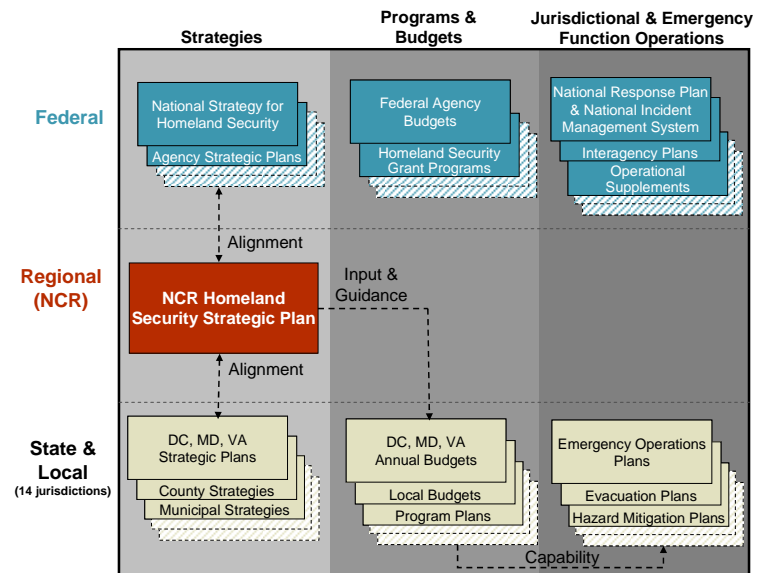 Strategies
Programs &
Budgets
Jurisdictional & Emergency
Function Operations
Federal
National Strategy for
Homeland Security
Agency Strategic Plans
Federal Agency
Budgets
Homeland Security
Grant Programs
National Response Plan
& National Incident
Management System
Interagency Plans
Operational
Supplements
Alignment
Regional
(NCR)
NCR Homeland
Security Strategic Plan
Input &
Guidance
Alignment
State &
Local
(14 jurisdictions)
DC, MD, VA
Strategic Plans
County Strategies
Municipal Strategies
DC, MD, VA
Annual Budgets
Local Budgets
Program Plans
Emergency Operations
Plans
Evacuation Plans
Hazard Mitigation Plans
Capability